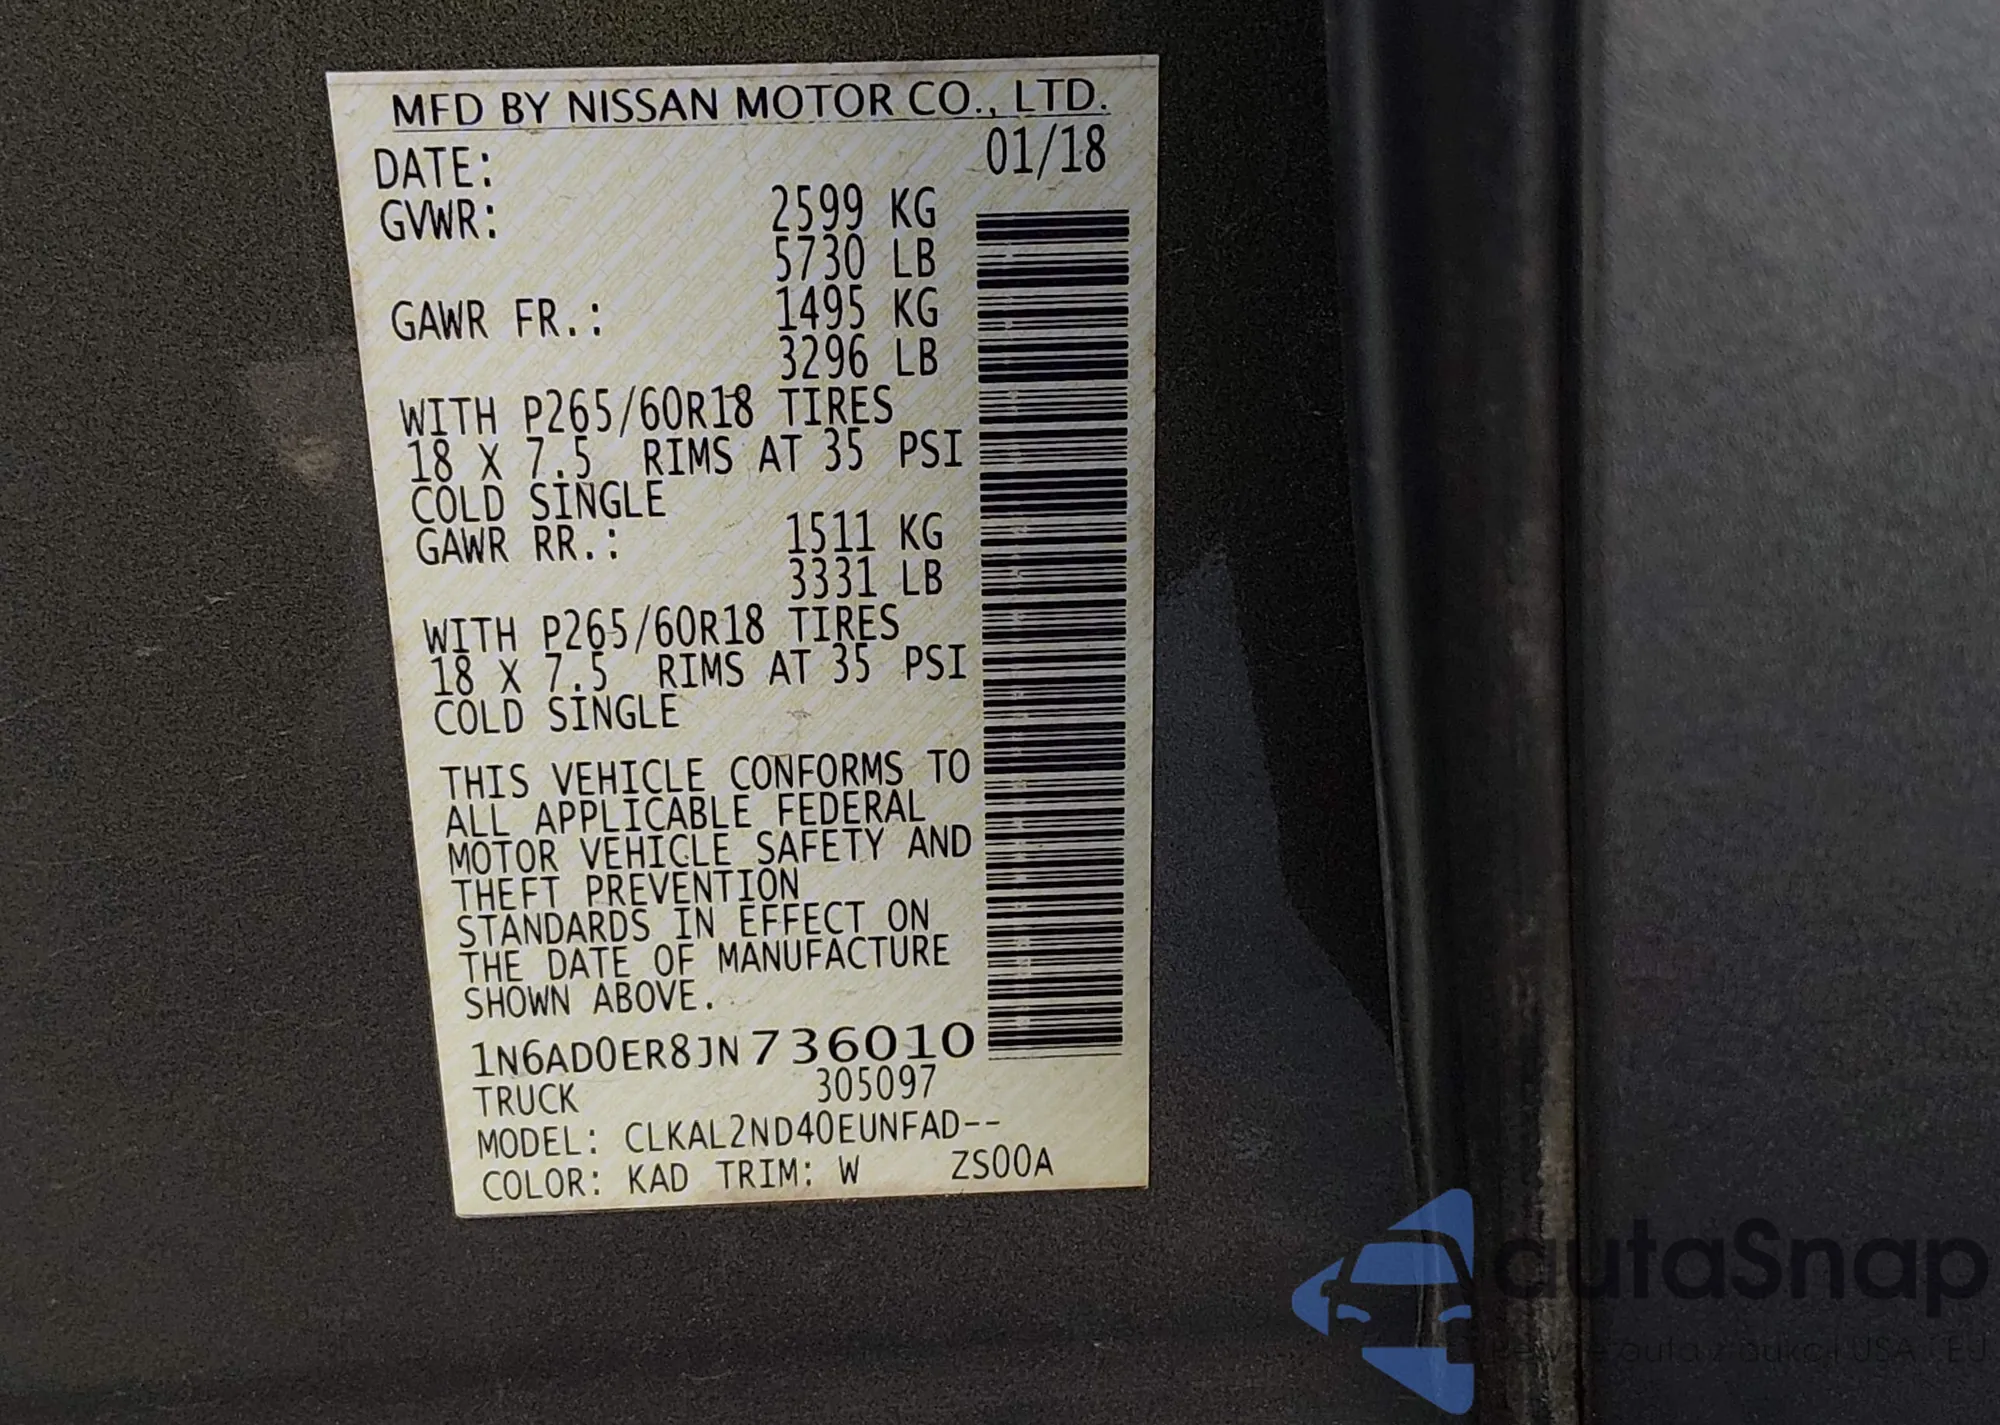 MFD BY NISSAN MOTOR CO., LTD.
DATE: 01/18
GVWR: 2599 KG
5730 LB
GAWR FR.: 1495 KG
3296 LB
WITH P265/60R18 TIRES
18 X 7.5 RIMS AT 35 PSI
COLD SINGLE
GAWR RR.: 1511 KG
3331 LB
WITH P265/60R18 TIRES
18 X 7.5 RIMS AT 35 PSI
COLD SINGLE
THIS VEHICLE CONFORMS TO
ALL APPLICABLE FEDERAL
MOTOR VEHICLE SAFETY AND
THEFT PREVENTION
STANDARDS IN EFFECT ON
THE DATE OF MANUFACTURE
SHOWN ABOVE.
1N6AD0ER8JN736010
TRUCK 305097
MODEL: CLKAL2ND40EUNFAD--
COLOR: KAD TRIM: W ZS00A
autaSnap
auta z aukcji USA i EU